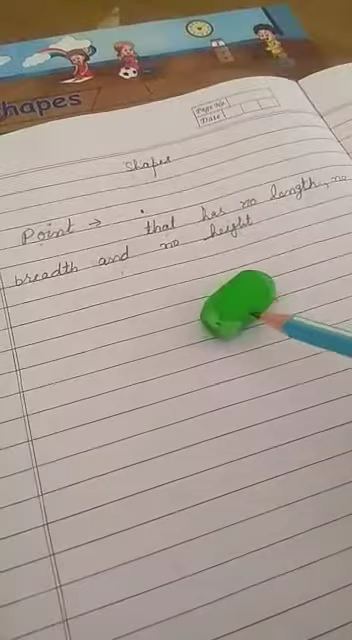 Shapes
Page No.
Date
Shapes
Point → . that has no length, no
breadth and no height